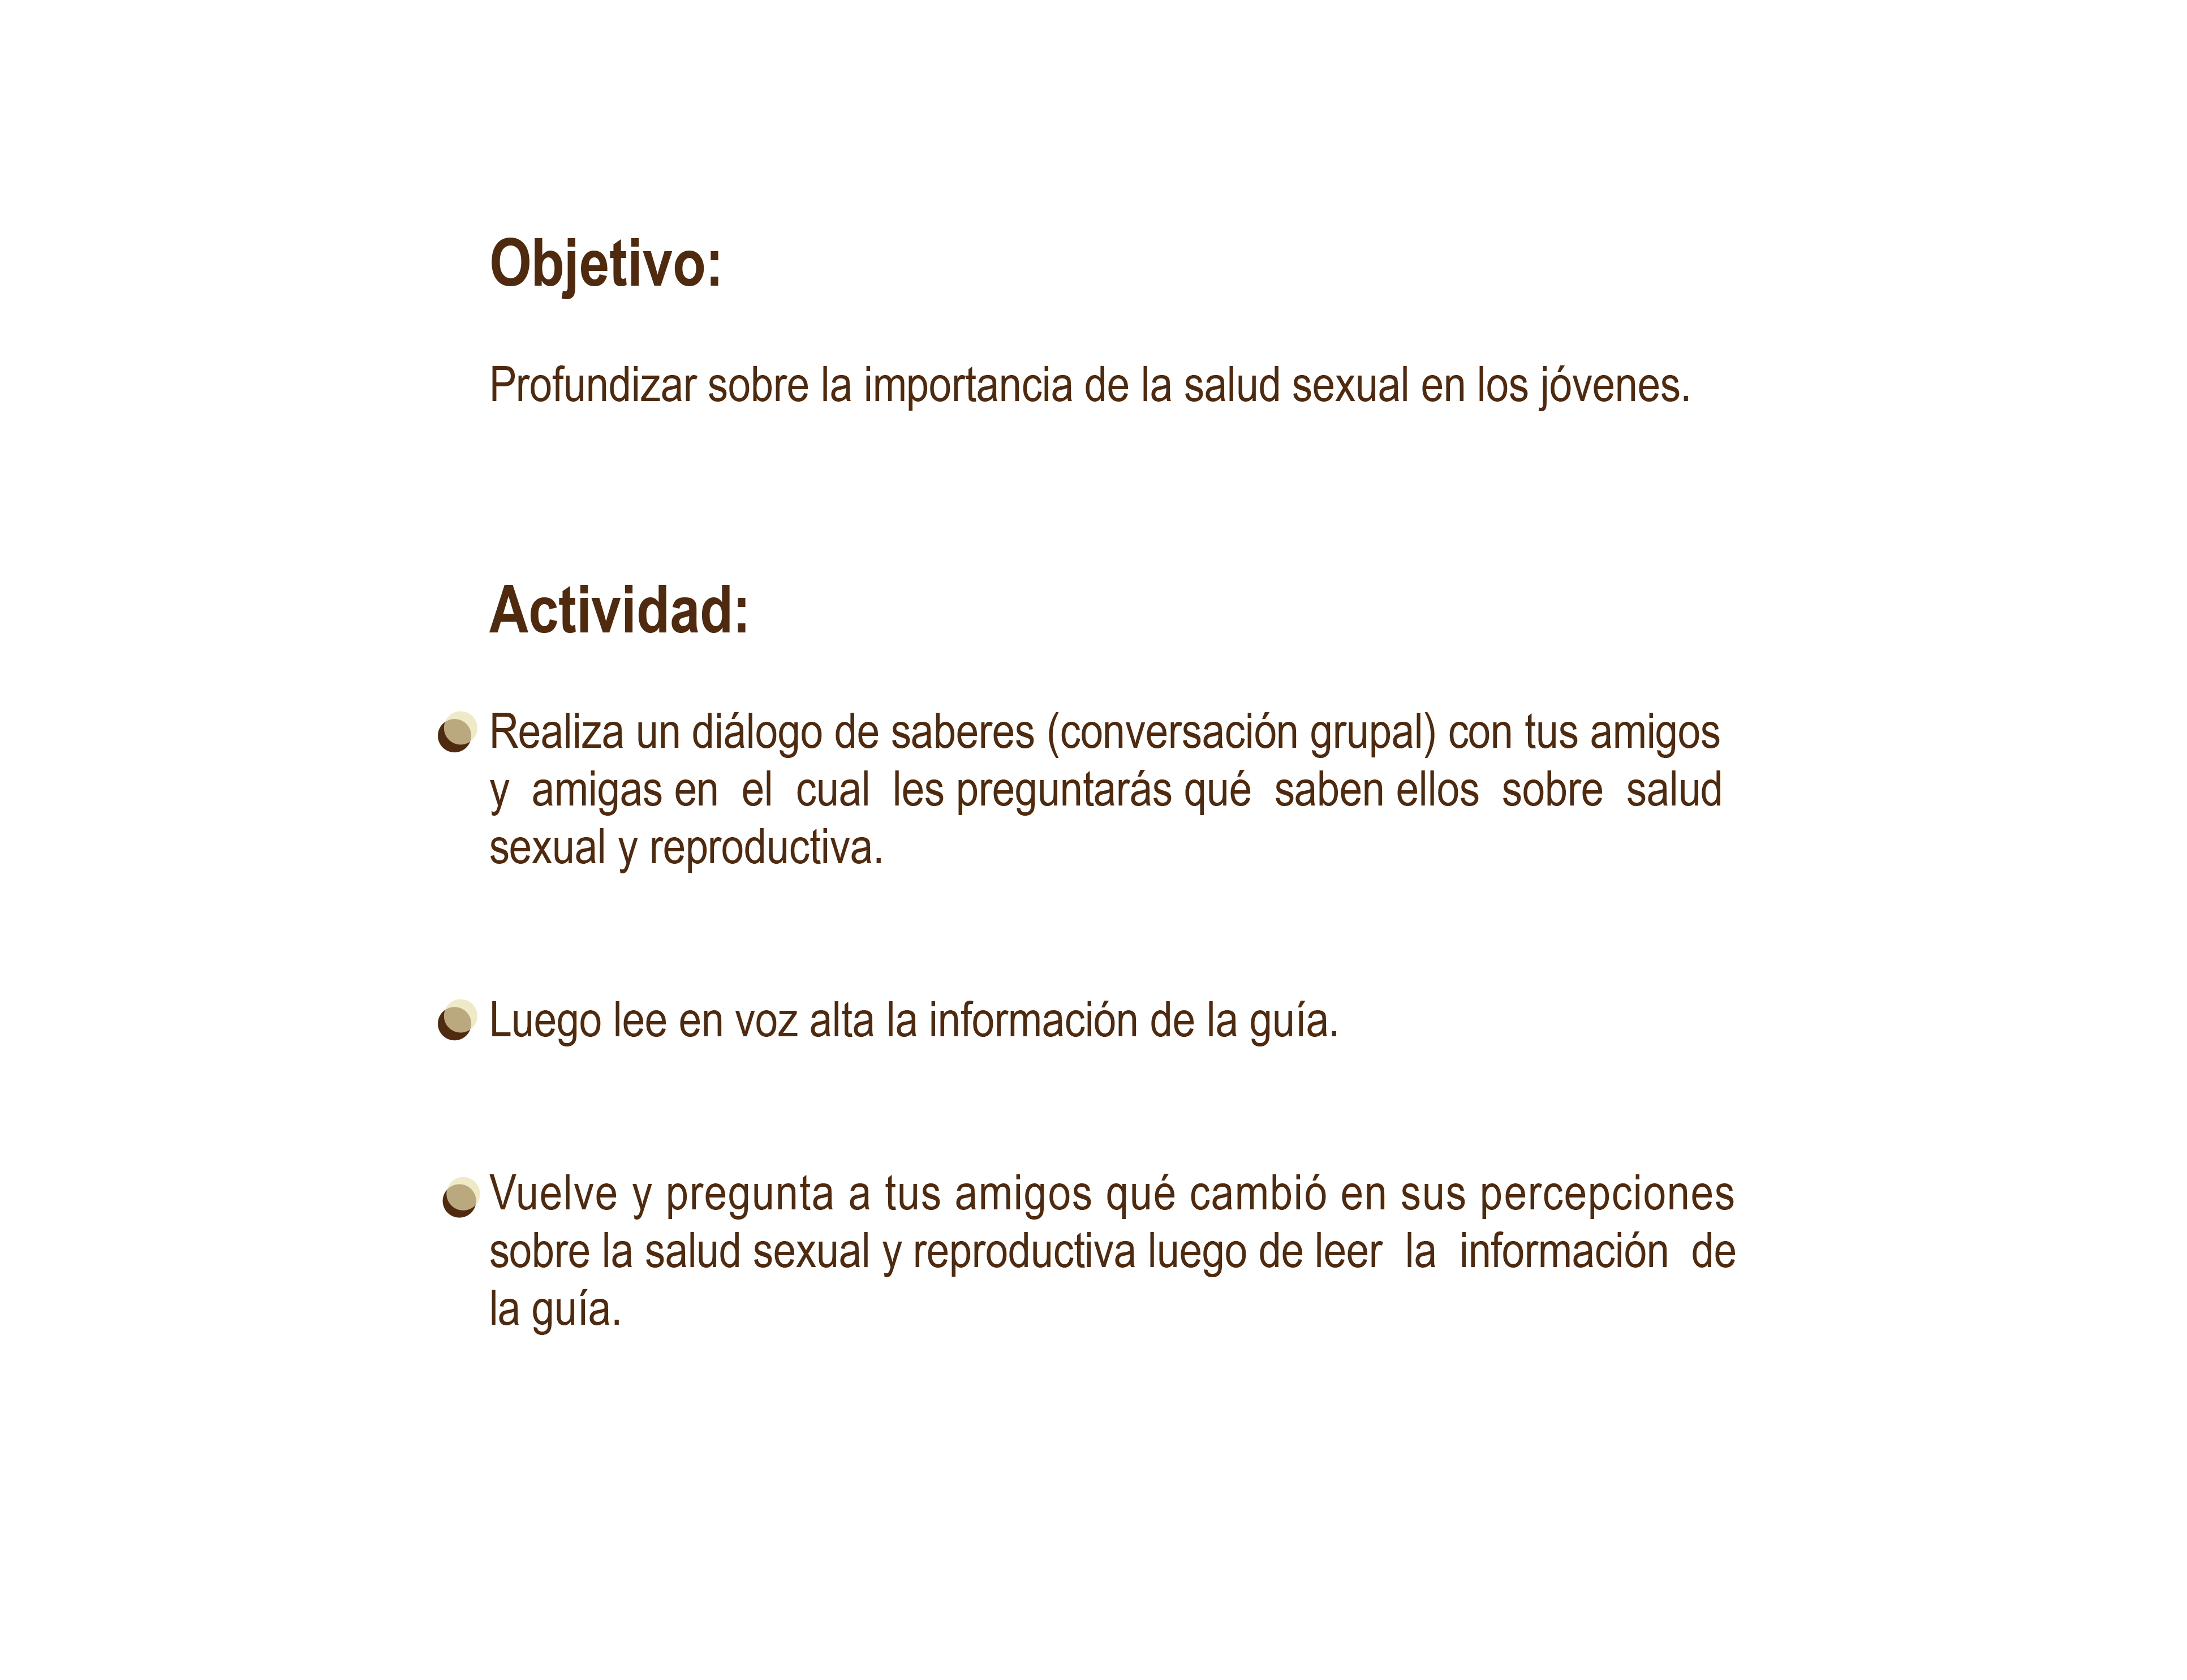 Objetivo:
Profundizar sobre la importancia de la salud sexual en los jóvenes.
Actividad:
Realiza un diálogo de saberes (conversación grupal) con tus amigos
y amigas en el cual les preguntarás qué saben ellos sobre salud
sexual y reproductiva.
Luego lee en voz alta la información de la guía.
Vuelve y pregunta a tus amigos qué cambió en sus percepciones
sobre la salud sexual y reproductiva luego de leer la información de
la guía.